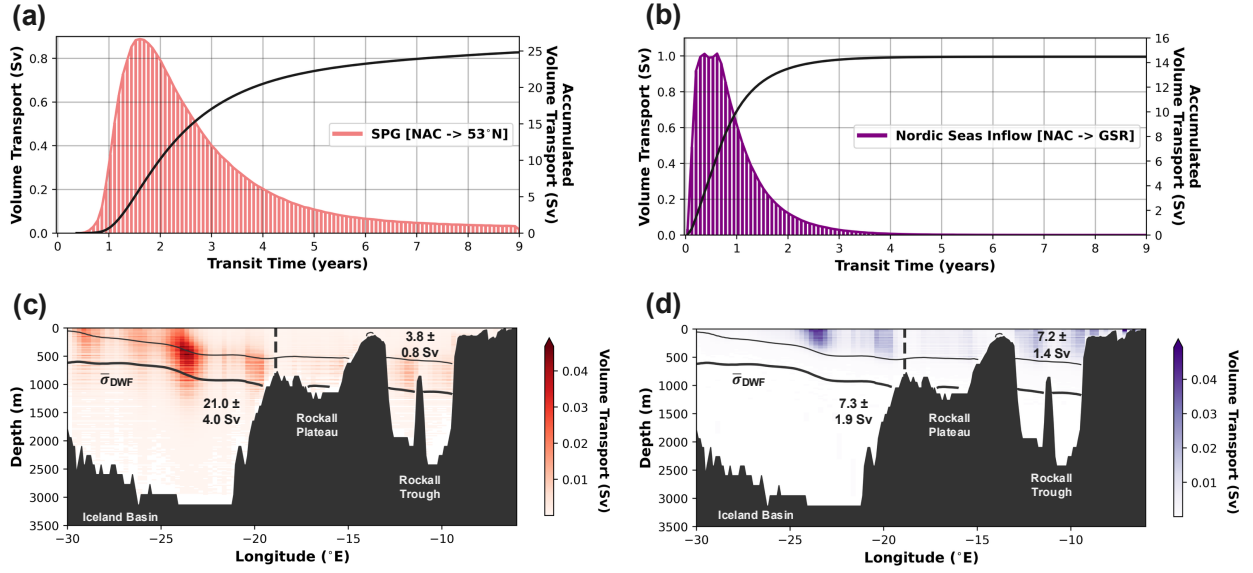 (a)
Volume Transport (Sv)
0.8
0.6
0.4
0.2
0.0
0 1 2 3 4 5 6 7 8 9
Transit Time (years)
SPG [NAC -> 53°N]
25
20
15
10
5
0
Accumulated
Volume Transport (Sv)
(b)
Volume Transport (Sv)
1.0
0.8
0.6
0.4
0.2
0.0
0 1 2 3 4 5 6 7 8 9
Transit Time (years)
Nordic Seas Inflow [NAC -> GSR]
16
14
12
10
8
6
4
2
0
Accumulated
Volume Transport (Sv)
(c)
Depth (m)
0
500
1000
1500
2000
2500
3000
3500
σ̅DWF
3.8 ±
0.8 Sv
21.0 ±
4.0 Sv
Rockall
Plateau
Rockall
Trough
Iceland Basin
−30 −25 −20 −15 −10
Longitude (°E)
0.04
0.03
0.02
0.01
Volume Transport (Sv)
(d)
Depth (m)
0
500
1000
1500
2000
2500
3000
3500
σ̅DWF
7.2 ±
1.4 Sv
7.3 ±
1.9 Sv
Rockall
Plateau
Rockall
Trough
Iceland Basin
−30 −25 −20 −15 −10
Longitude (°E)
0.04
0.03
0.02
0.01
Volume Transport (Sv)